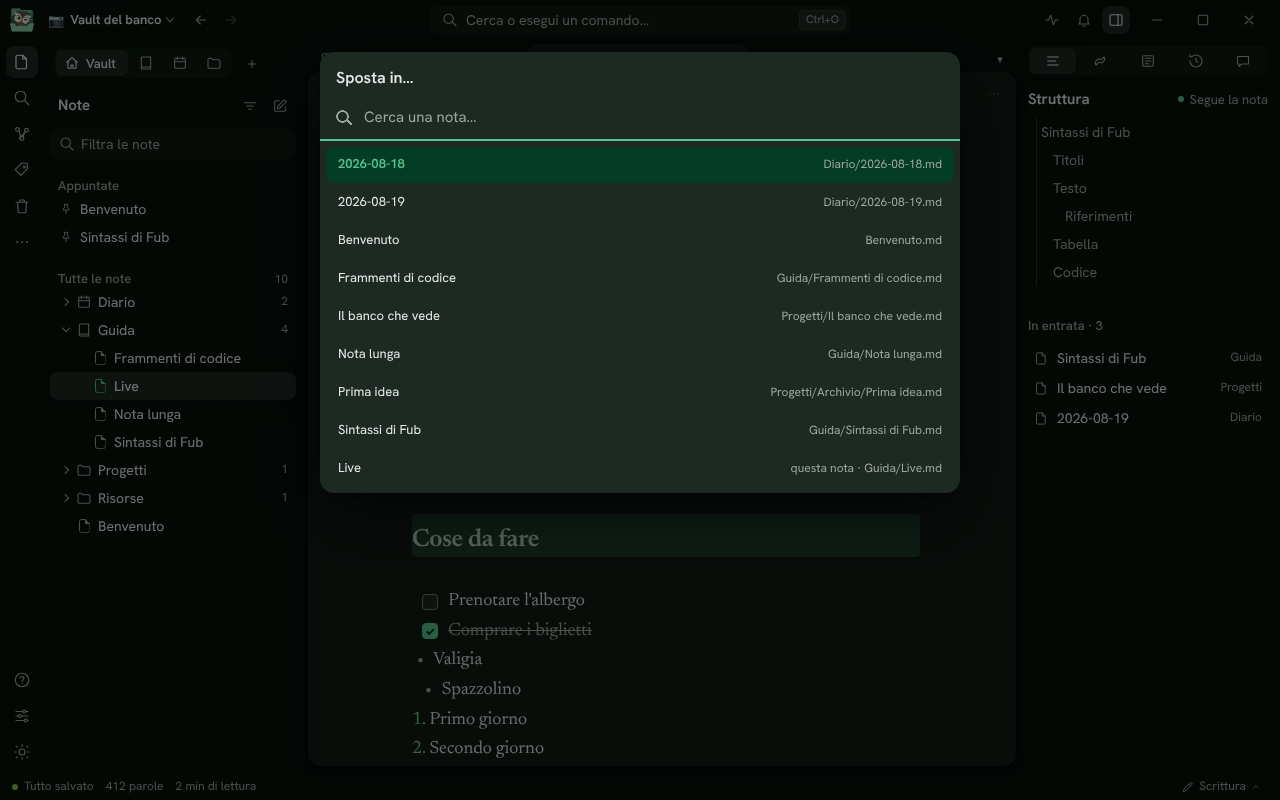 Vault del banco
Cerca o esegui un comando...
Ctrl+O
Vault
Note
Filtra le note
Appuntate
Benvenuto
Sintassi di Fub
Tutte le note 10
Diario 2
Guida 4
Frammenti di codice
Live
Nota lunga
Sintassi di Fub
Progetti 1
Risorse 1
Benvenuto
Sposta in...
Cerca una nota...
2026-08-18 Diario/2026-08-18.md
2026-08-19 Diario/2026-08-19.md
Benvenuto Benvenuto.md
Frammenti di codice Guida/Frammenti di codice.md
Il banco che vede Progetti/Il banco che vede.md
Nota lunga Guida/Nota lunga.md
Prima idea Progetti/Archivio/Prima idea.md
Sintassi di Fub Guida/Sintassi di Fub.md
Live questa nota · Guida/Live.md
Cose da fare
Prenotare l'albergo
Comprare i biglietti
• Valigia
• Spazzolino
1. Primo giorno
2. Secondo giorno
Struttura
Segue la nota
Sintassi di Fub
Titoli
Testo
Riferimenti
Tabella
Codice
In entrata · 3
Sintassi di Fub Guida
Il banco che vede Progetti
2026-08-19 Diario
Tutto salvato 412 parole 2 min di lettura
Scrittura